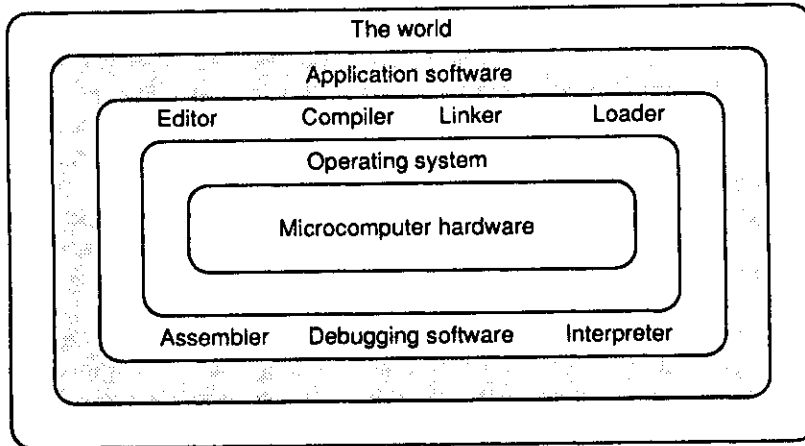 The world
Application software
Editor Compiler Linker Loader
Operating system
Microcomputer hardware
Assembler Debugging software Interpreter